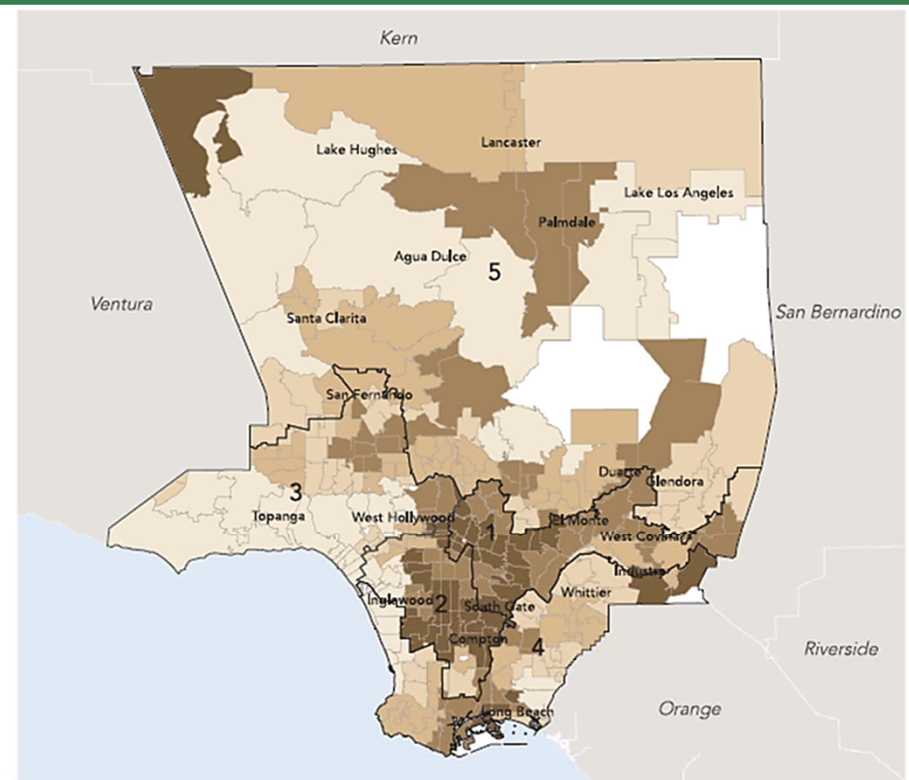 Kern
Lancaster
Lake Hughes
Lake Los Angeles
Palmdale
Agua Dulce
5
Ventura
San Bernardino
Santa Clarita
San Fernando
Duarte
Glendora
3
Topanga
West Hollywood
1
El Monte
West Covina
Industry
Whittier
Inglewood
2
South Gate
Compton
4
Riverside
Orange
Long Beach